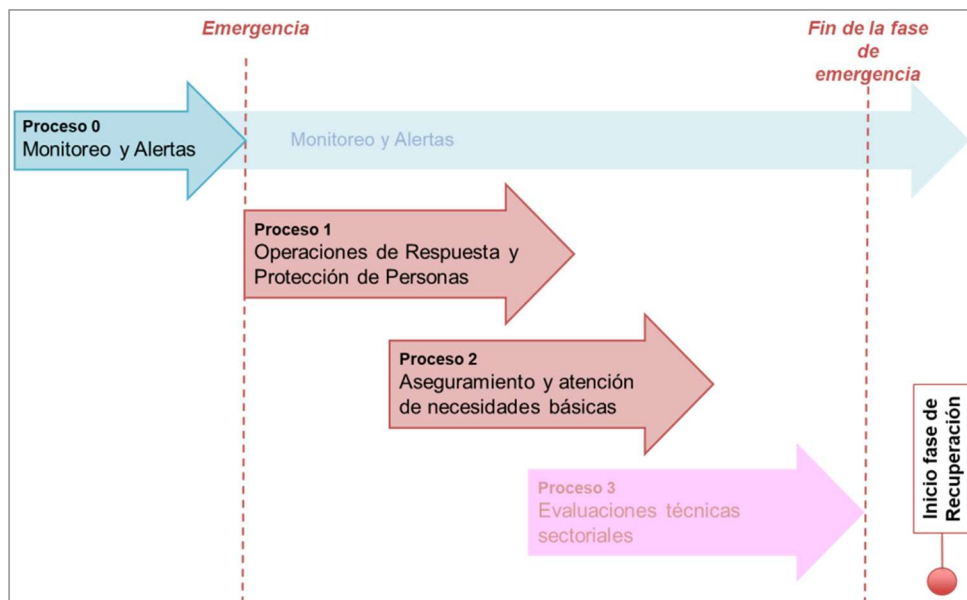 Emergencia
Fin de la fase
de
emergencia
Proceso 0
Monitoreo y Alertas
Monitoreo y Alertas
Proceso 1
Operaciones de Respuesta y
Protección de Personas
Proceso 2
Aseguramiento y atención
de necesidades básicas
Proceso 3
Evaluaciones técnicas
sectoriales
Inicio fase de
Recuperación